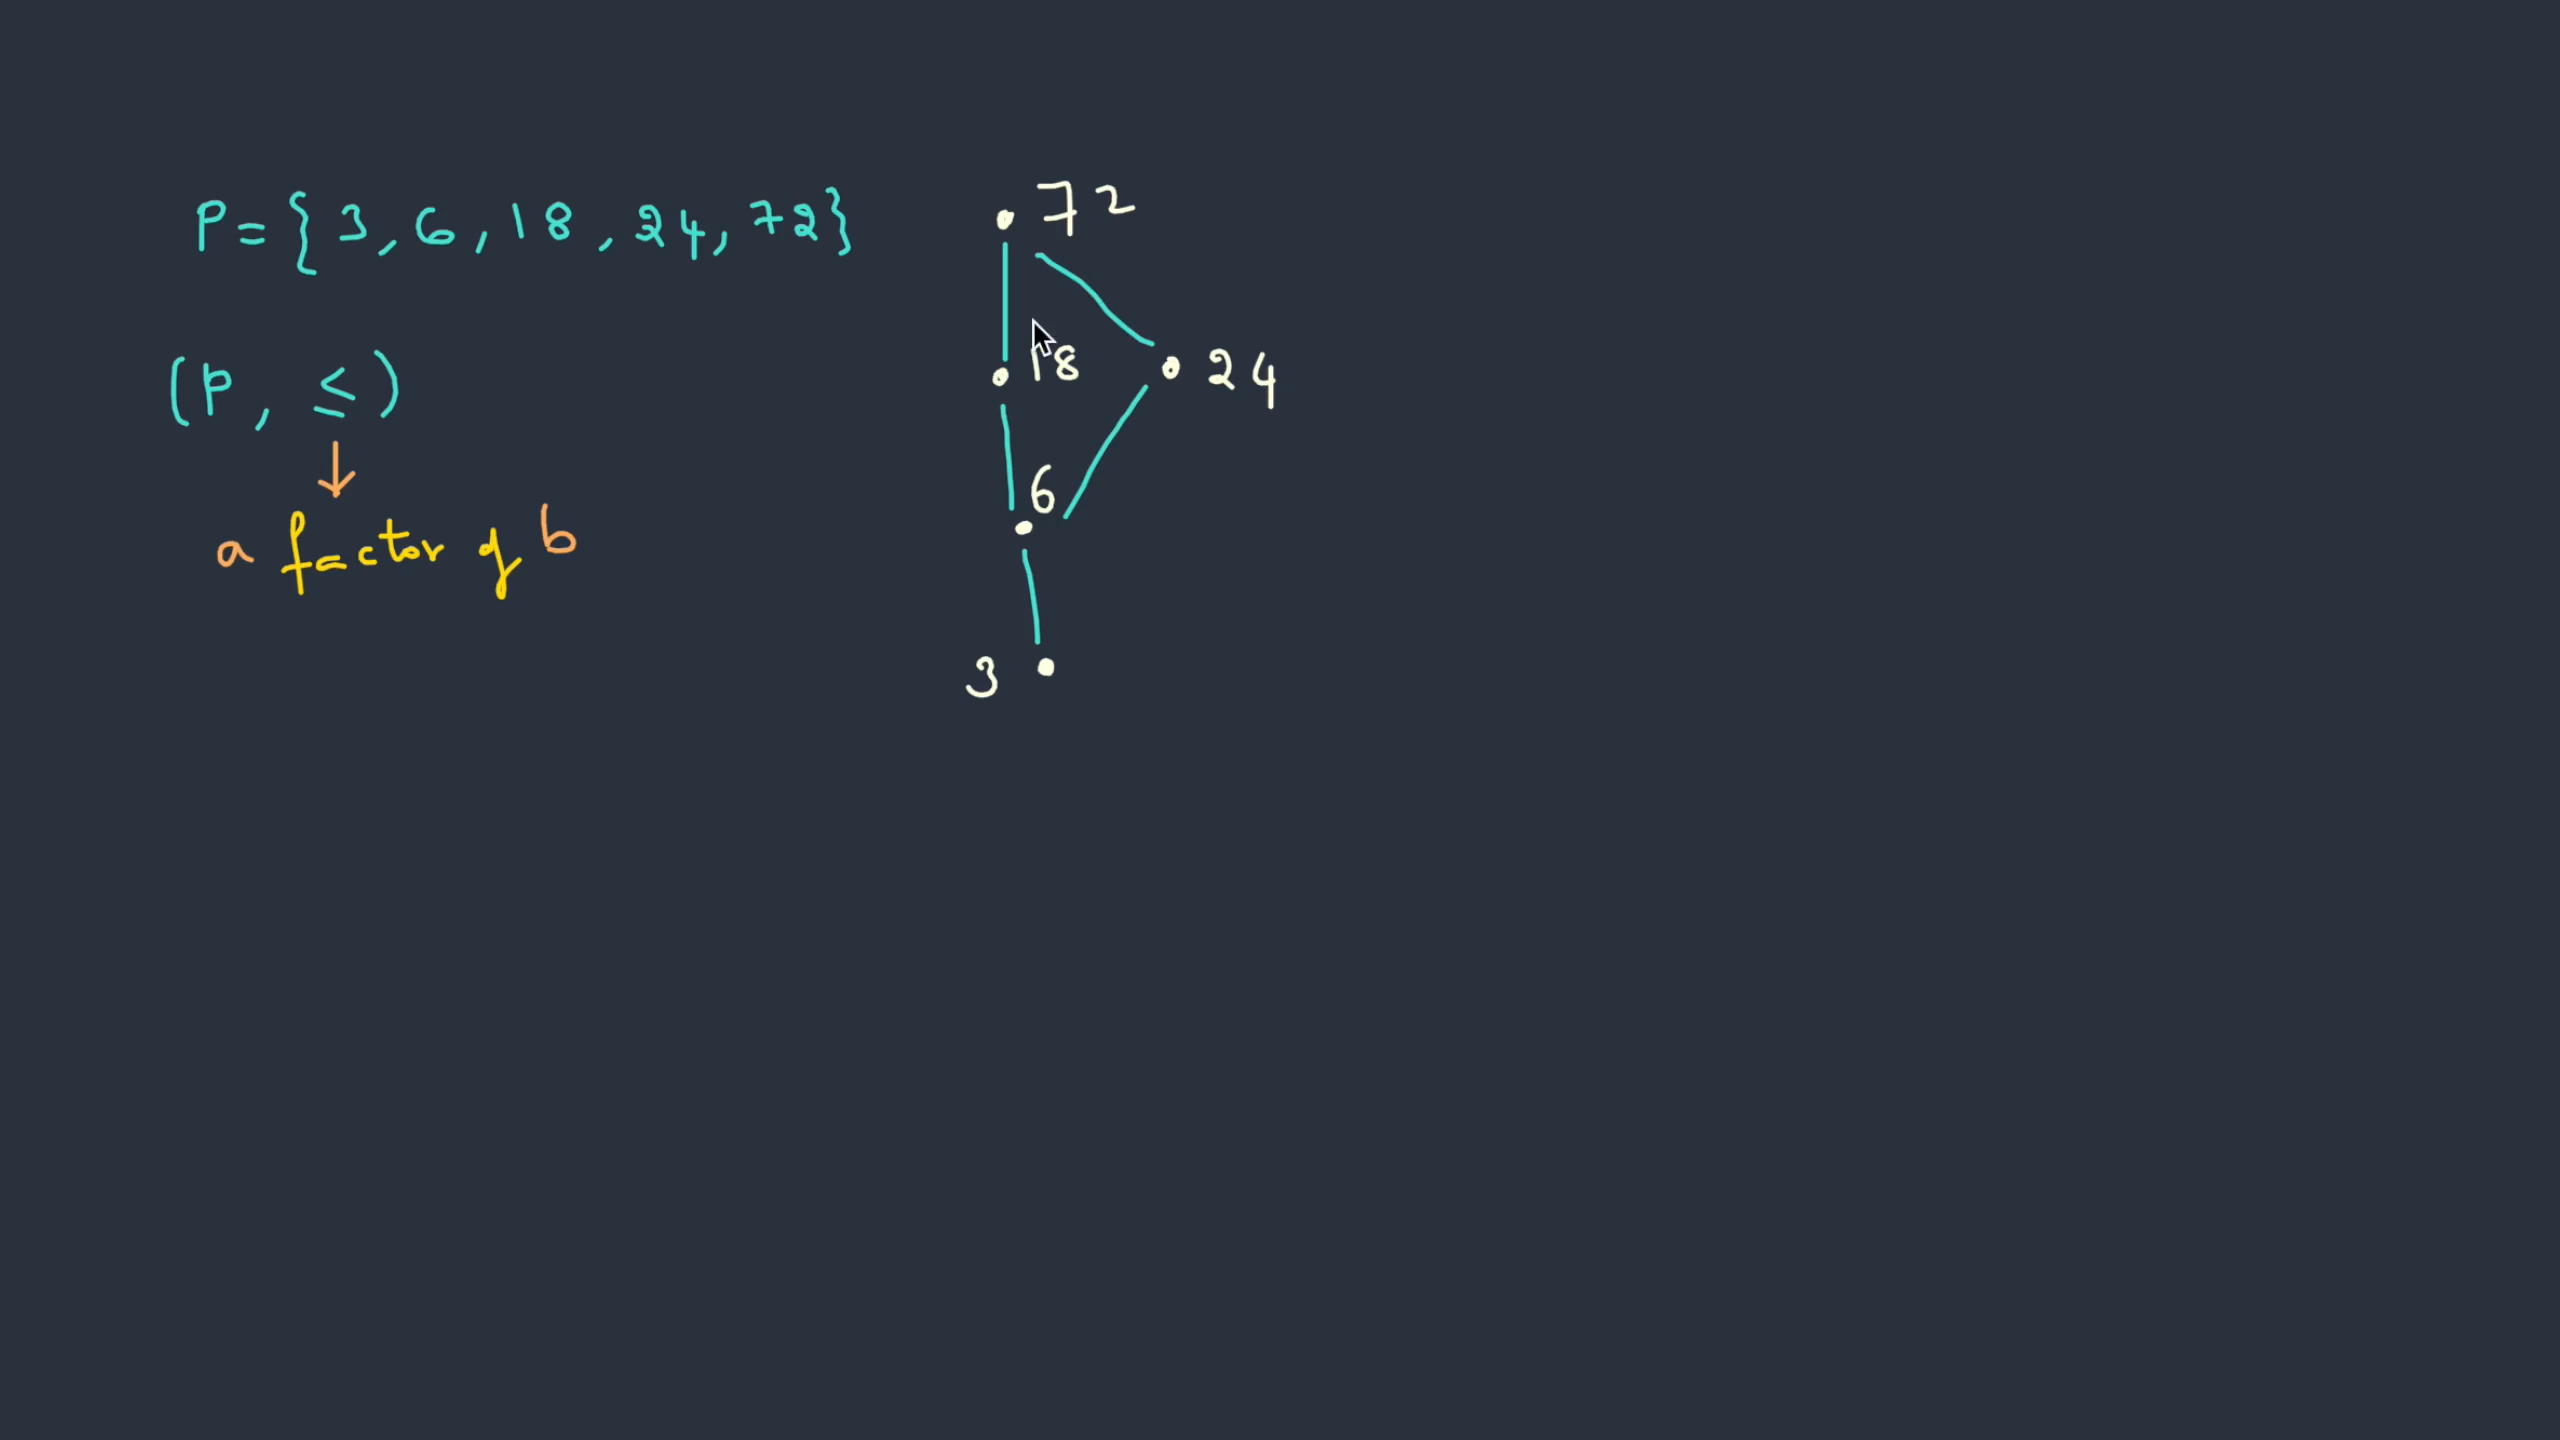 P = { 3, 6, 18, 24, 72}
72
18
24
(P, ≤)
6
↓
a factor of b
3